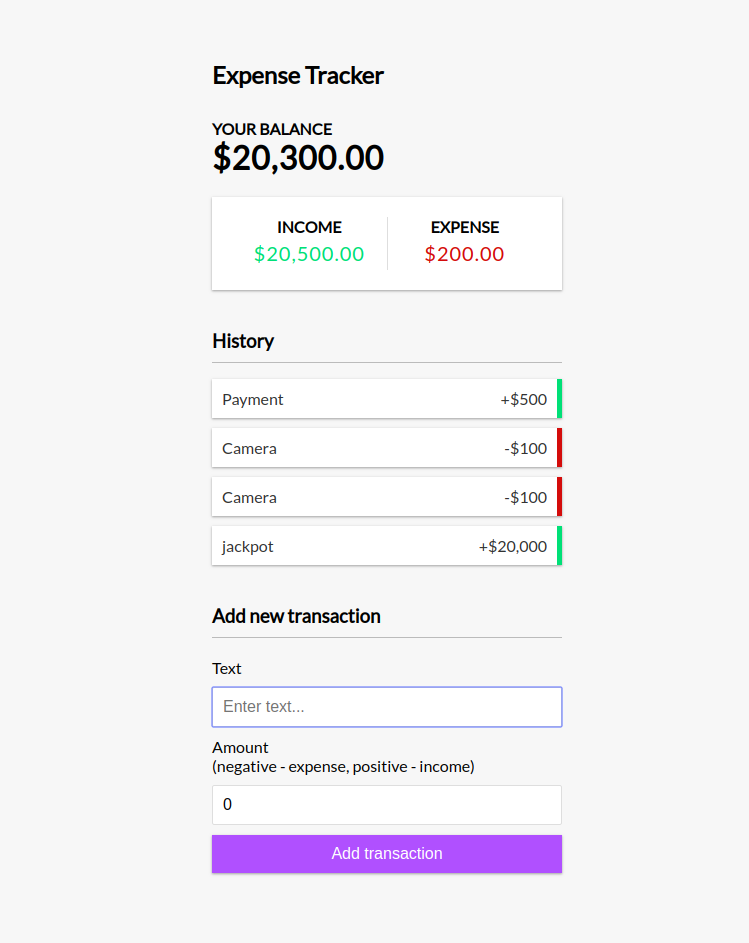 Expense Tracker
YOUR BALANCE
$20,300.00
INCOME EXPENSE
$20,500.00 $200.00
History
Payment +$500
Camera -$100
Camera -$100
jackpot +$20,000
Add new transaction
Text
Enter text...
Amount
(negative - expense, positive - income)
0
Add transaction